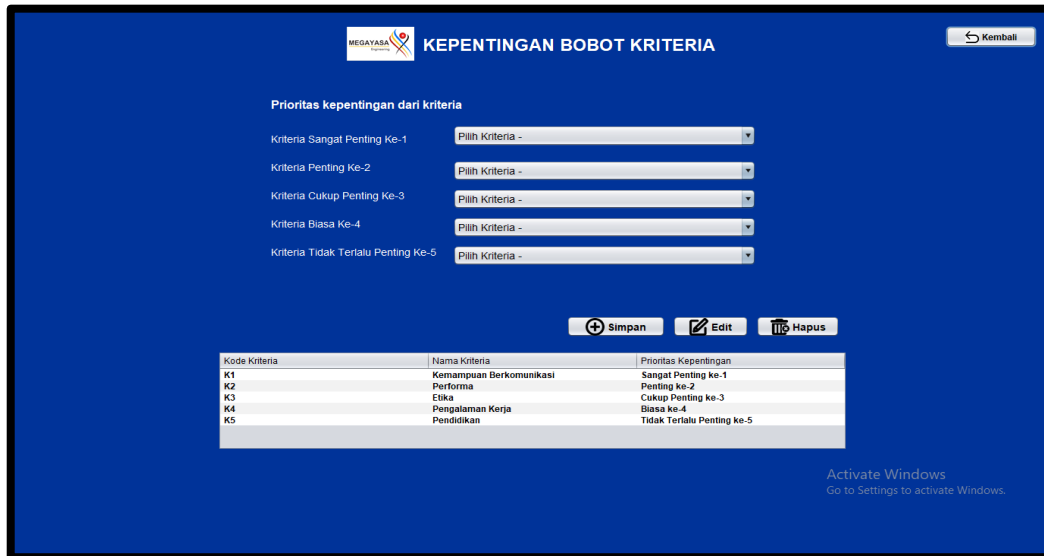 MEGAYASA
Engineering
KEPENTINGAN BOBOT KRITERIA
Kembali
Prioritas kepentingan dari kriteria
Kriteria Sangat Penting Ke-1 Pilih Kriteria -
Kriteria Penting Ke-2 Pilih Kriteria -
Kriteria Cukup Penting Ke-3 Pilih Kriteria -
Kriteria Biasa Ke-4 Pilih Kriteria -
Kriteria Tidak Terlalu Penting Ke-5 Pilih Kriteria -
Simpan Edit Hapus
Kode Kriteria Nama Kriteria Prioritas Kepentingan
K1 Kemampuan Berkomunikasi Sangat Penting ke-1
K2 Performa Penting ke-2
K3 Etika Cukup Penting ke-3
K4 Pengalaman Kerja Biasa ke-4
K5 Pendidikan Tidak Terlalu Penting ke-5
Activate Windows
Go to Settings to activate Windows.